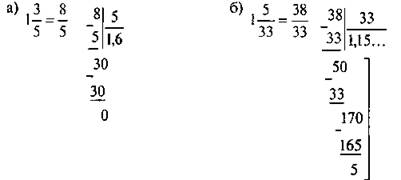 а) 1 3/5 = 8/5
8 | 5
- 5 | 1,6
- 30
30
0
б) 1 5/33 = 38/33
38 | 33
- 33 | 1,15...
- 50
33
- 170
165
5